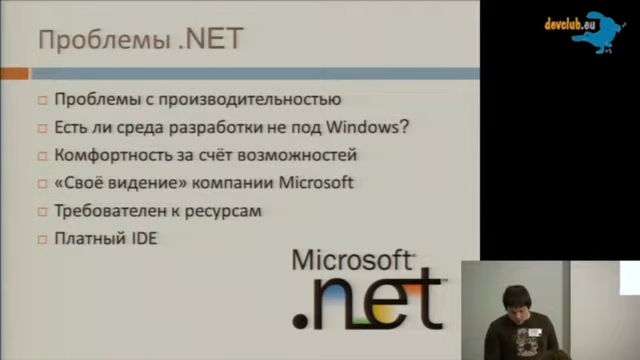 Проблемы .NET
devclub.eu
Проблемы с производительностью
Есть ли среда разработки не под Windows?
Комфортность за счёт возможностей
«Своё видение» компании Microsoft
Требователен к ресурсам
Платный IDE
Microsoft
.net